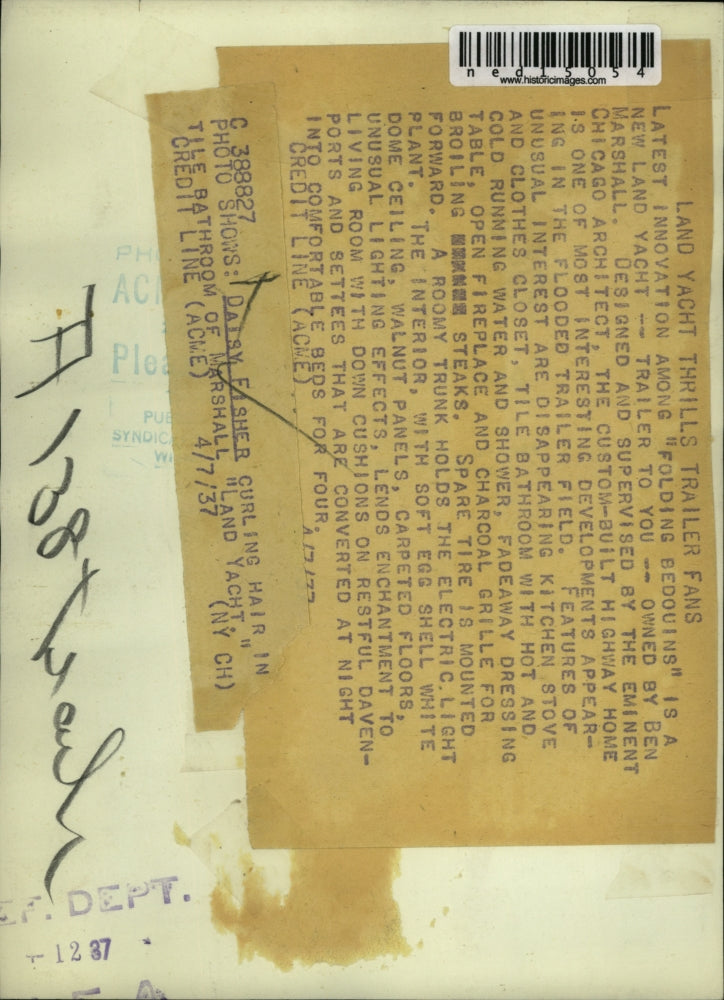 ned15054
www.historicimages.com
LAND YACHT THRILLS TRAILER FANS
LATEST INNOVATION AMONG "FOLDING BEDOUINS" IS A
NEW LAND YACHT -- TRAILER TO YOU -- OWNED BY BEN
MARSHALL. DESIGNED AND SUPERVISED BY THE EMINENT
CHICAGO ARCHITECT, THE CUSTOM-BUILT HIGHWAY HOME
IS ONE OF MOST INTERESTING DEVELOPMENTS APPEAR-
ING IN THE FLOODED TRAILER FIELD. FEATURES OF
UNUSUAL INTEREST ARE DISAPPEARING KITCHEN STOVE
AND CLOTHES CLOSET, TILE BATHROOM WITH HOT AND
COLD RUNNING WATER AND SHOWER, FADEAWAY DRESSING
TABLE, OPEN FIREPLACE AND CHARCOAL GRILLE FOR
BROILING STEAKS. SPARE TIRE IS MOUNTED
FORWARD. A ROOMY TRUNK HOLDS THE ELECTRIC LIGHT
PLANT. THE INTERIOR, WITH SOFT EGG SHELL WHITE
DOME CEILING, WALNUT PANELS, CARPETED FLOORS,
UNUSUAL LIGHTING EFFECTS, LENDS ENCHANTMENT TO
LIVING ROOM WITH DOWN CUSHIONS ON RESTFUL DAVEN-
PORTS AND SETTEES THAT ARE CONVERTED AT NIGHT
INTO COMFORTABLE BEDS FOR FOUR.
CREDIT LINE (ACME)
C 388827
PHOTO SHOWS: DAISY FAISHER CURLING HAIR IN
TILE BATHROOM OF MARSHALL "LAND YACHT."
CREDIT LINE (ACME) 4/7/37 (NY CH)
PH
AC
Plea
PUB
SYNDICA
EF. DEPT.
12 37